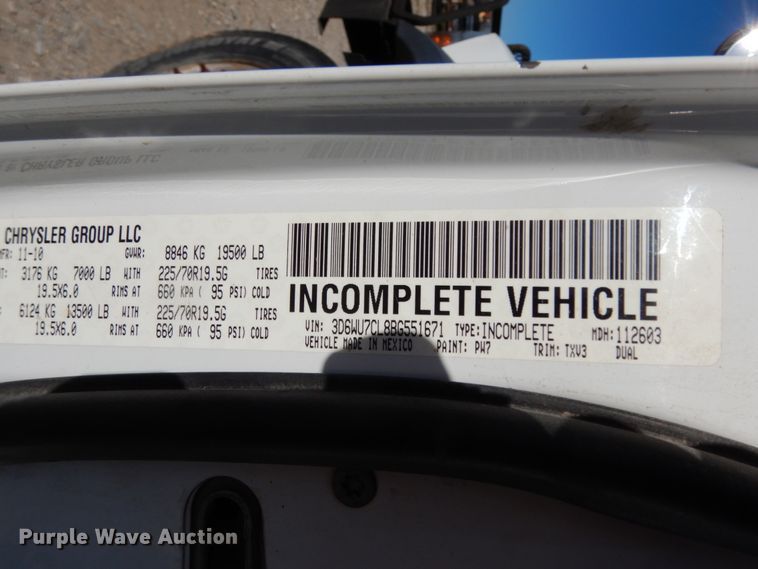 CHRYSLER GROUP LLC
MFR: 11-10 GVWR: 8846 KG 19500 LB
3176 KG 7000 LB WITH 225/70R19.5G TIRES
19.5X6.0 RIMS AT 660 KPA ( 95 PSI) COLD
6124 KG 13500 LB WITH 225/70R19.5G TIRES
19.5X6.0 RIMS AT 660 KPA ( 95 PSI) COLD
INCOMPLETE VEHICLE
VIN: 3D6WU7CL8BG551671 TYPE: INCOMPLETE MDH: 112603
VEHICLE MADE IN MEXICO PAINT: PW7 TRIM: TXV3 DUAL
Purple Wave Auction